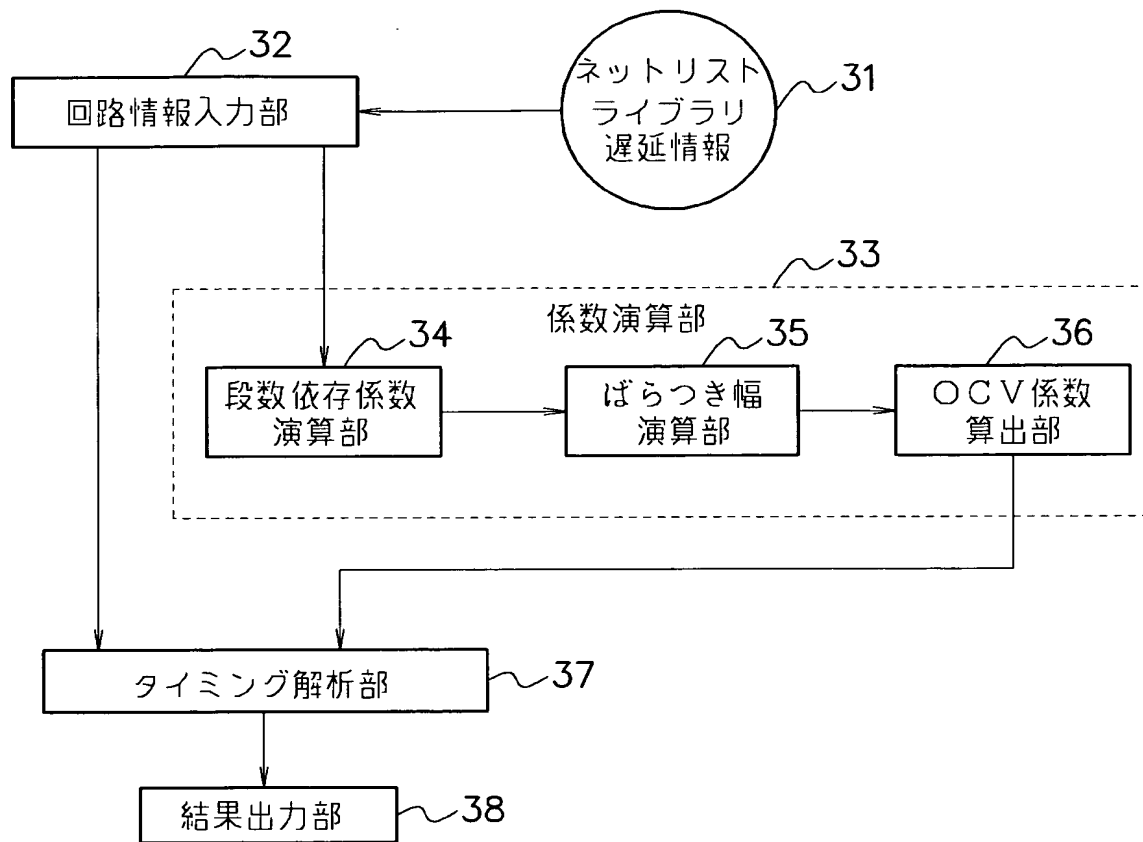 32
回路情報入力部
ネットリスト
ライブラリ
遅延情報
31
33
係数演算部
34
段数依存係数
演算部
35
ばらつき幅
演算部
36
OCV係数
算出部
タイミング解析部
37
結果出力部
38